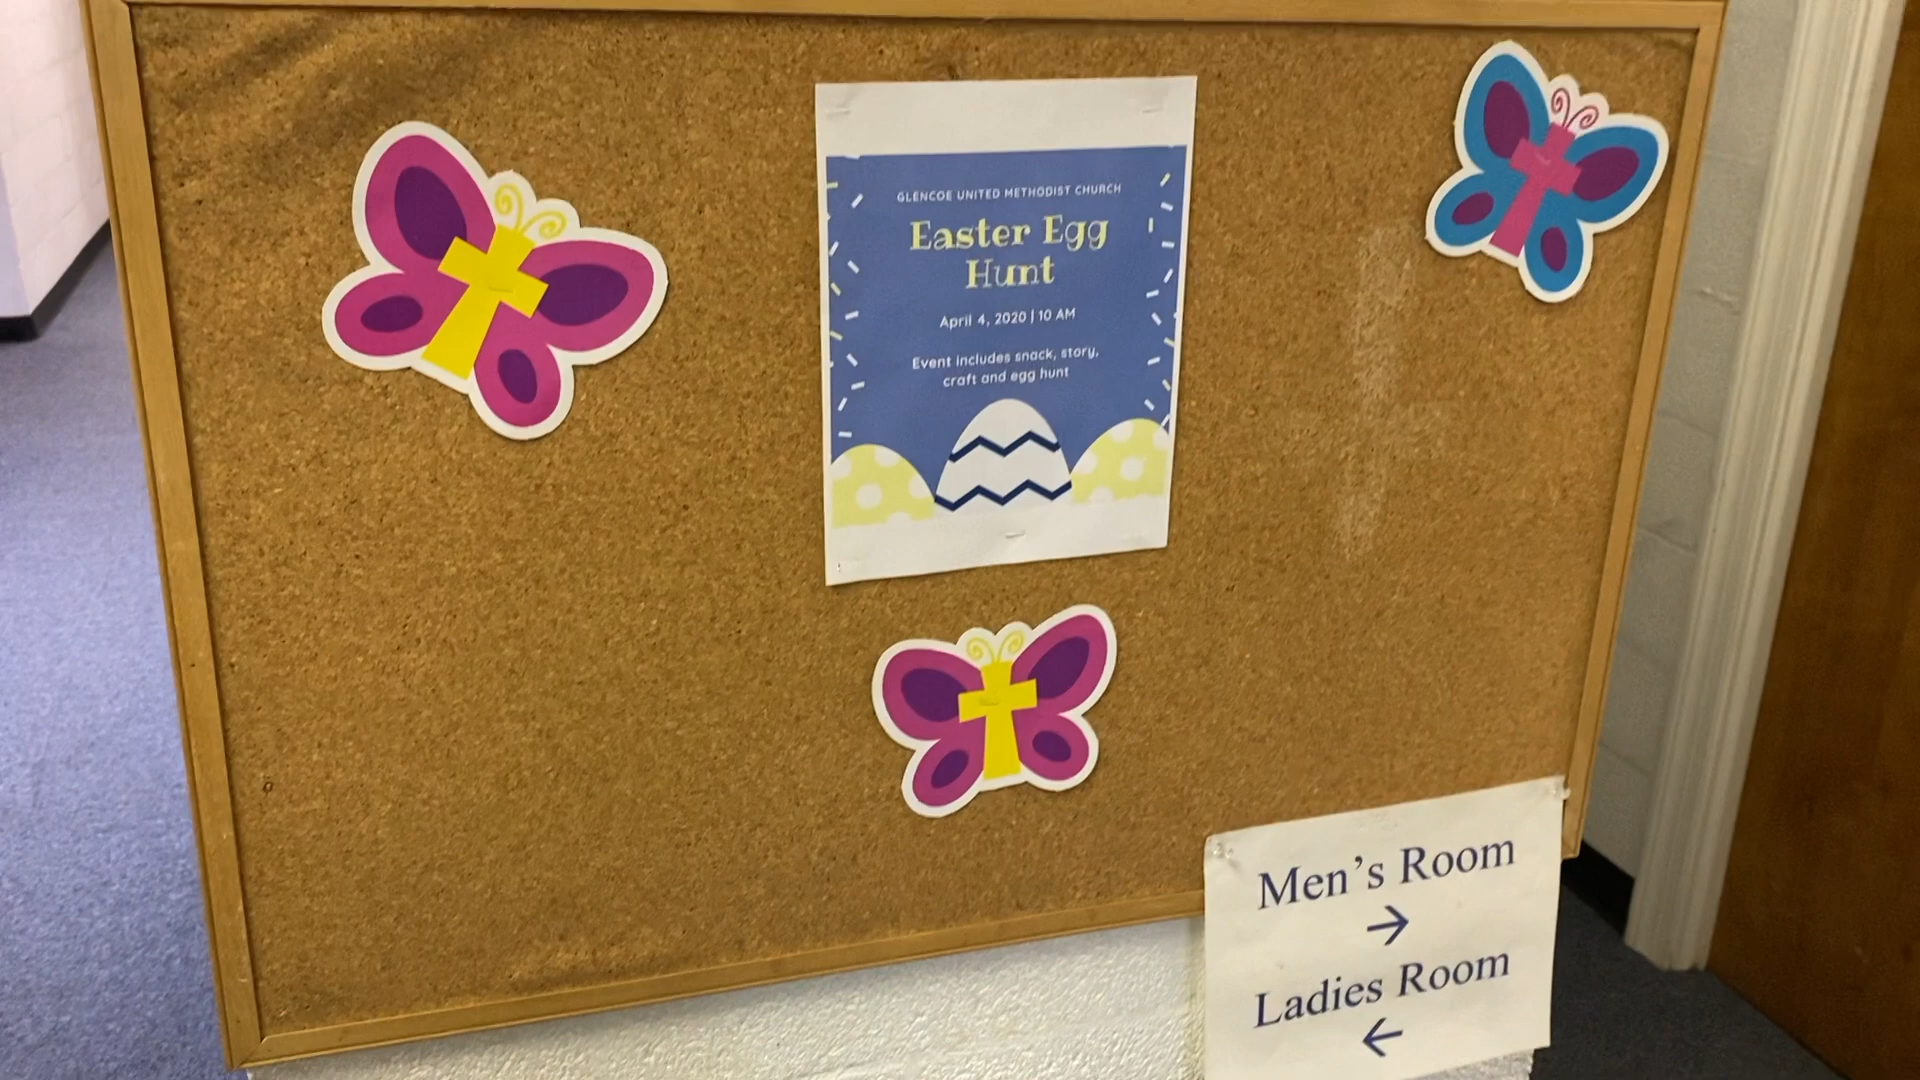 GLENCOE UNITED METHODIST CHURCH
Easter Egg
Hunt
April 4, 2020 | 10 AM
Event includes snack, story,
craft and egg hunt
Men's Room
→
Ladies Room
←